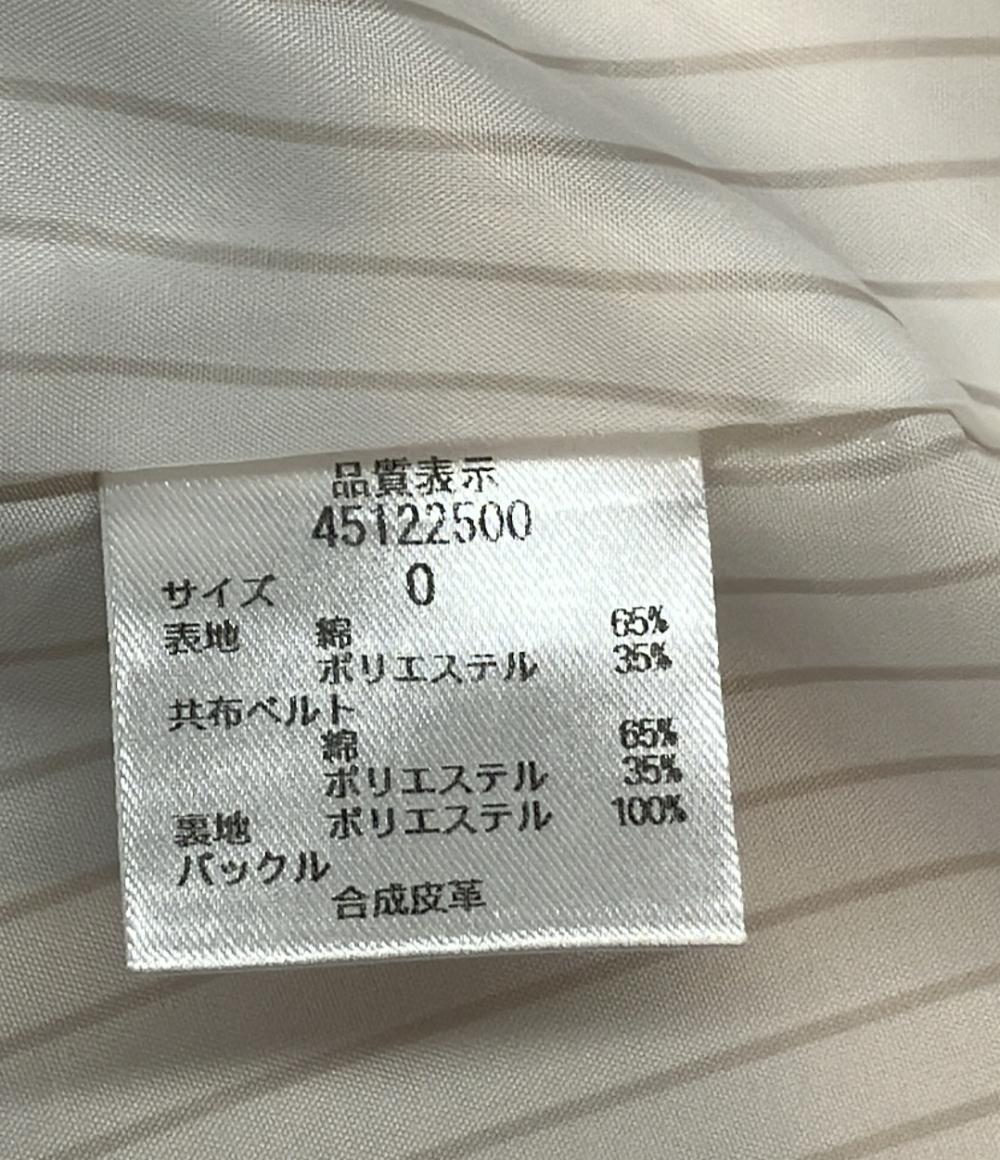 品質表示
45122500
サイズ 0
表地 綿 65%
ポリエステル 35%
共布ベルト
綿 65%
ポリエステル 35%
裏地 ポリエステル 100%
バックル
合成皮革